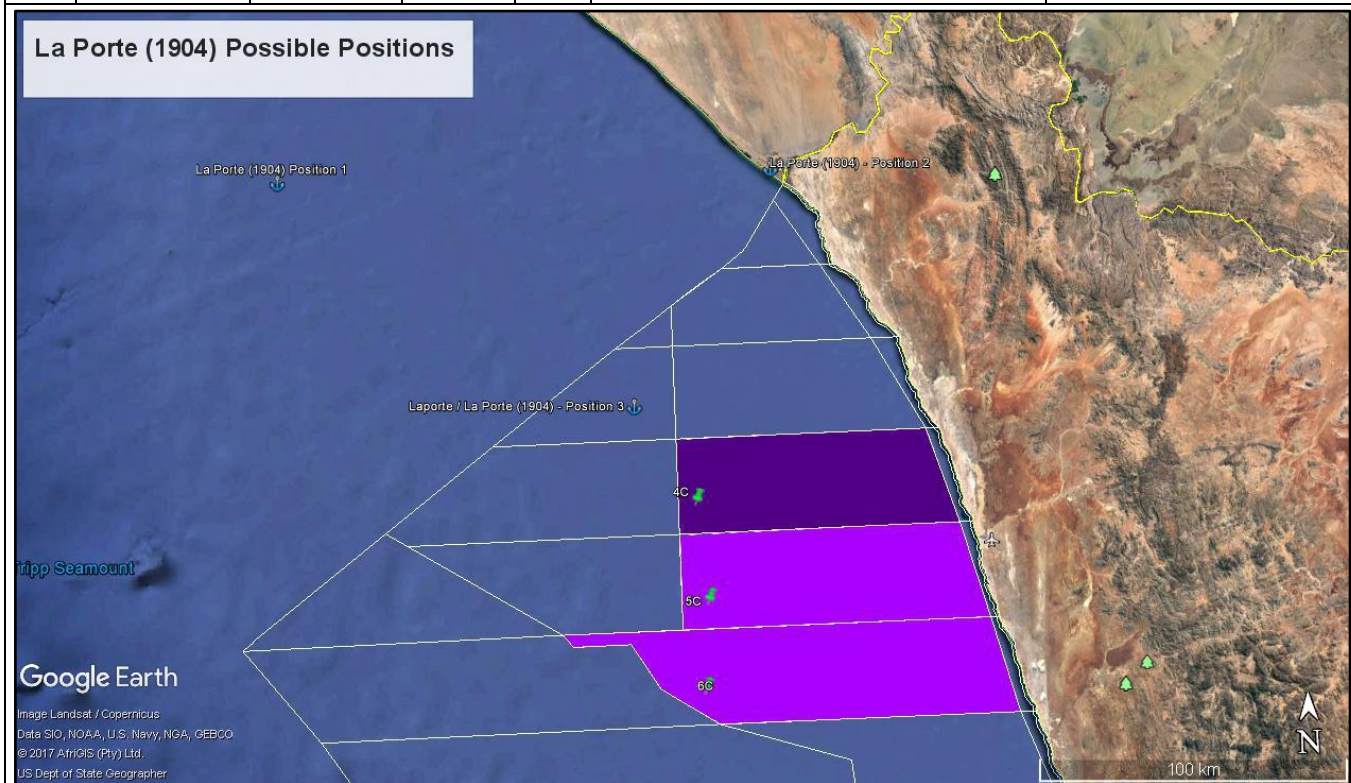 La Porte (1904) Possible Positions
La Porte (1904) Position 1
La Porte (1904) - Position 2
Laporte / La Porte (1904) - Position 3
4C
5C
Tripp Seamount
6C
Google Earth
Image Landsat / Copernicus
Data SIO, NOAA, U.S. Navy, NGA, GEBCO
© 2017 AfriGIS (Pty) Ltd.
US Dept of State Geographer
N
100 km